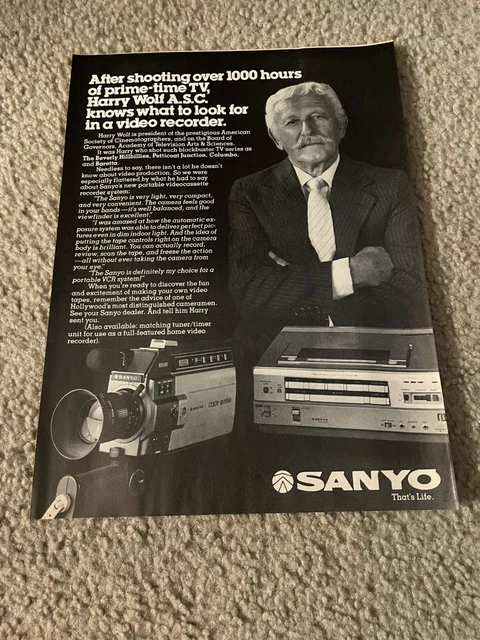 After shooting over 1000 hours
of prime-time TV,
Harry Wolf A.S.C.
knows what to look for
in a video recorder.
Harry Wolf is president of the prestigious American
Society of Cinematographers, and on the Board of
Governors, Academy of Television Arts & Sciences.
It was Harry who shot such blockbuster TV series as
The Beverly Hillbillies, Petticoat Junction, Columbo,
and Baretta.
Needless to say, there isn't a lot he doesn't
know about video production. So we were
especially flattered by what he had to say
about Sanyo's new portable videocassette
recorder system:
"The Sanyo is very light, very compact,
and very convenient. The camera feels good
in your hands—it's well balanced, and the
viewfinder is excellent."
"I was amazed at how the automatic ex-
posure system was able to deliver perfect pic-
tures even in dim indoor light. And the idea of
putting the tape controls right on the camera
body is brilliant. You can actually record,
review, scan the tape, and freeze the action
—all without ever taking the camera from
your eye."
"The Sanyo is definitely my choice for a
portable VCR system!"
When you're ready to discover the fun
and excitement of making your own video
tapes, remember the advice of one of
Hollywood's most distinguished cameramen.
See your Sanyo dealer. And tell him Harry
sent you.
(Also available: matching tuner/timer
unit for use as a full-featured home video
recorder).
SANYO
SANYO
That's Life.